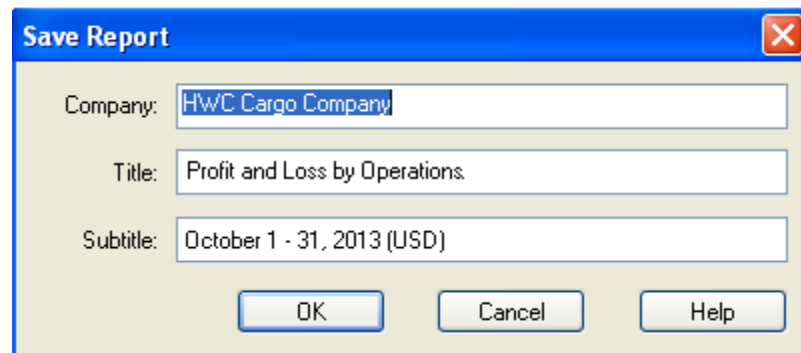 Save Report
Company: HWC Cargo Company
Title: Profit and Loss by Operations
Subtitle: October 1 - 31, 2013 (USD)
OK Cancel Help